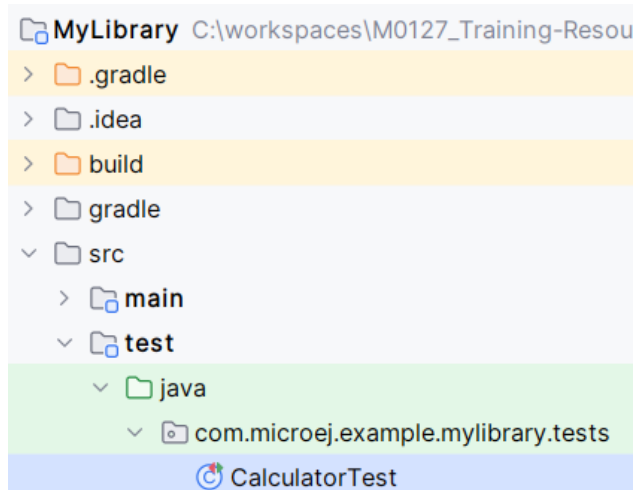 MyLibrary C:\workspaces\M0127_Training-Resou
.gradle
.idea
build
gradle
src
main
test
java
com.microej.example.mylibrary.tests
CalculatorTest